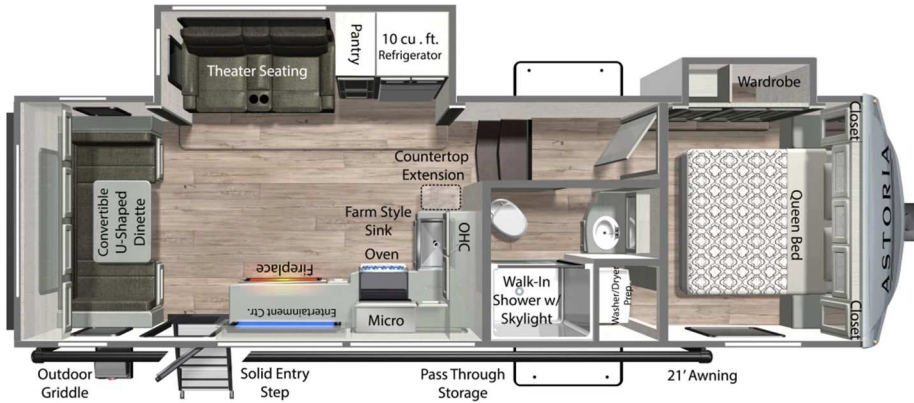 Theater Seating
Pantry
10 cu . ft.
Refrigerator
Wardrobe
Closet
Convertible
U-Shaped
Dinette
Countertop
Extension
Farm Style
Sink
OHC
Oven
Fireplace
Entertainment Ctr.
Micro
Walk-In
Shower w/
Skylight
Washer/Dryer
Prep.
Queen Bed
ASTORIA
Closet
Outdoor
Griddle
Solid Entry
Step
Pass Through
Storage
21' Awning